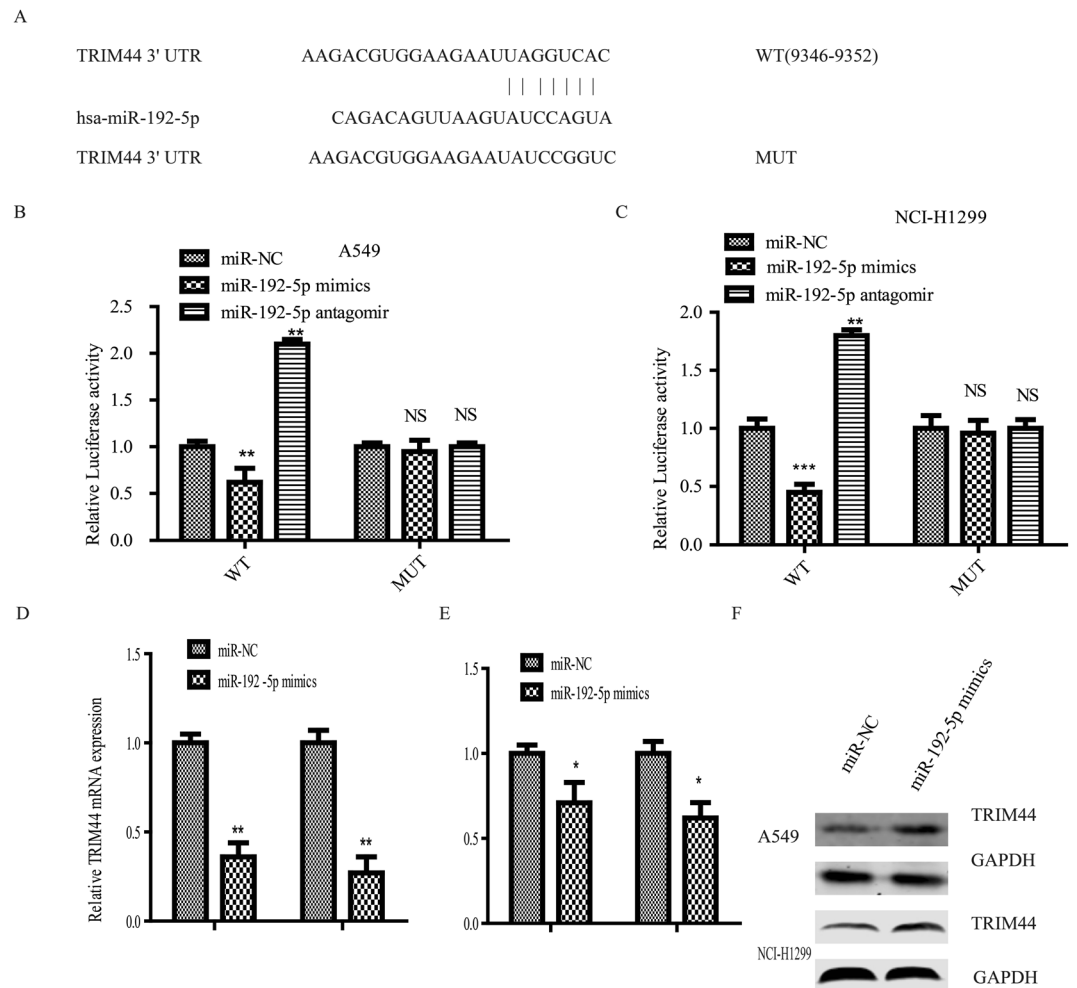 A
TRIM44 3' UTR AAGACGUGGAAGAAUUAGGUCAC WT(9346-9352)
hsa-miR-192-5p CAGACAGUUAAGUAUCCAGUA
TRIM44 3' UTR AAGACGUGGAAGAAUAUCCGGUC MUT
B
A549
miR-NC
miR-192-5p mimics
miR-192-5p antagomir
Relative Luciferase activity
2.5
2.0
1.5
1.0
0.5
0.0
**
**
NS
NS
WT
MUT
C
NCI-H1299
miR-NC
miR-192-5p mimics
miR-192-5p antagomir
Relative Luciferase activity
2.0
1.5
1.0
0.5
0.0
***
**
NS
NS
WT
MUT
D
miR-NC
miR-192 -5p mimics
Relative TRIM44 mRNA expression
1.5
1.0
0.5
0.0
**
**
E
miR-NC
miR-192-5p mimics
1.5
1.0
0.5
0.0
*
*
F
miR-NC
miR-192-5p mimics
A549
TRIM44
GAPDH
NCI-H1299
TRIM44
GAPDH